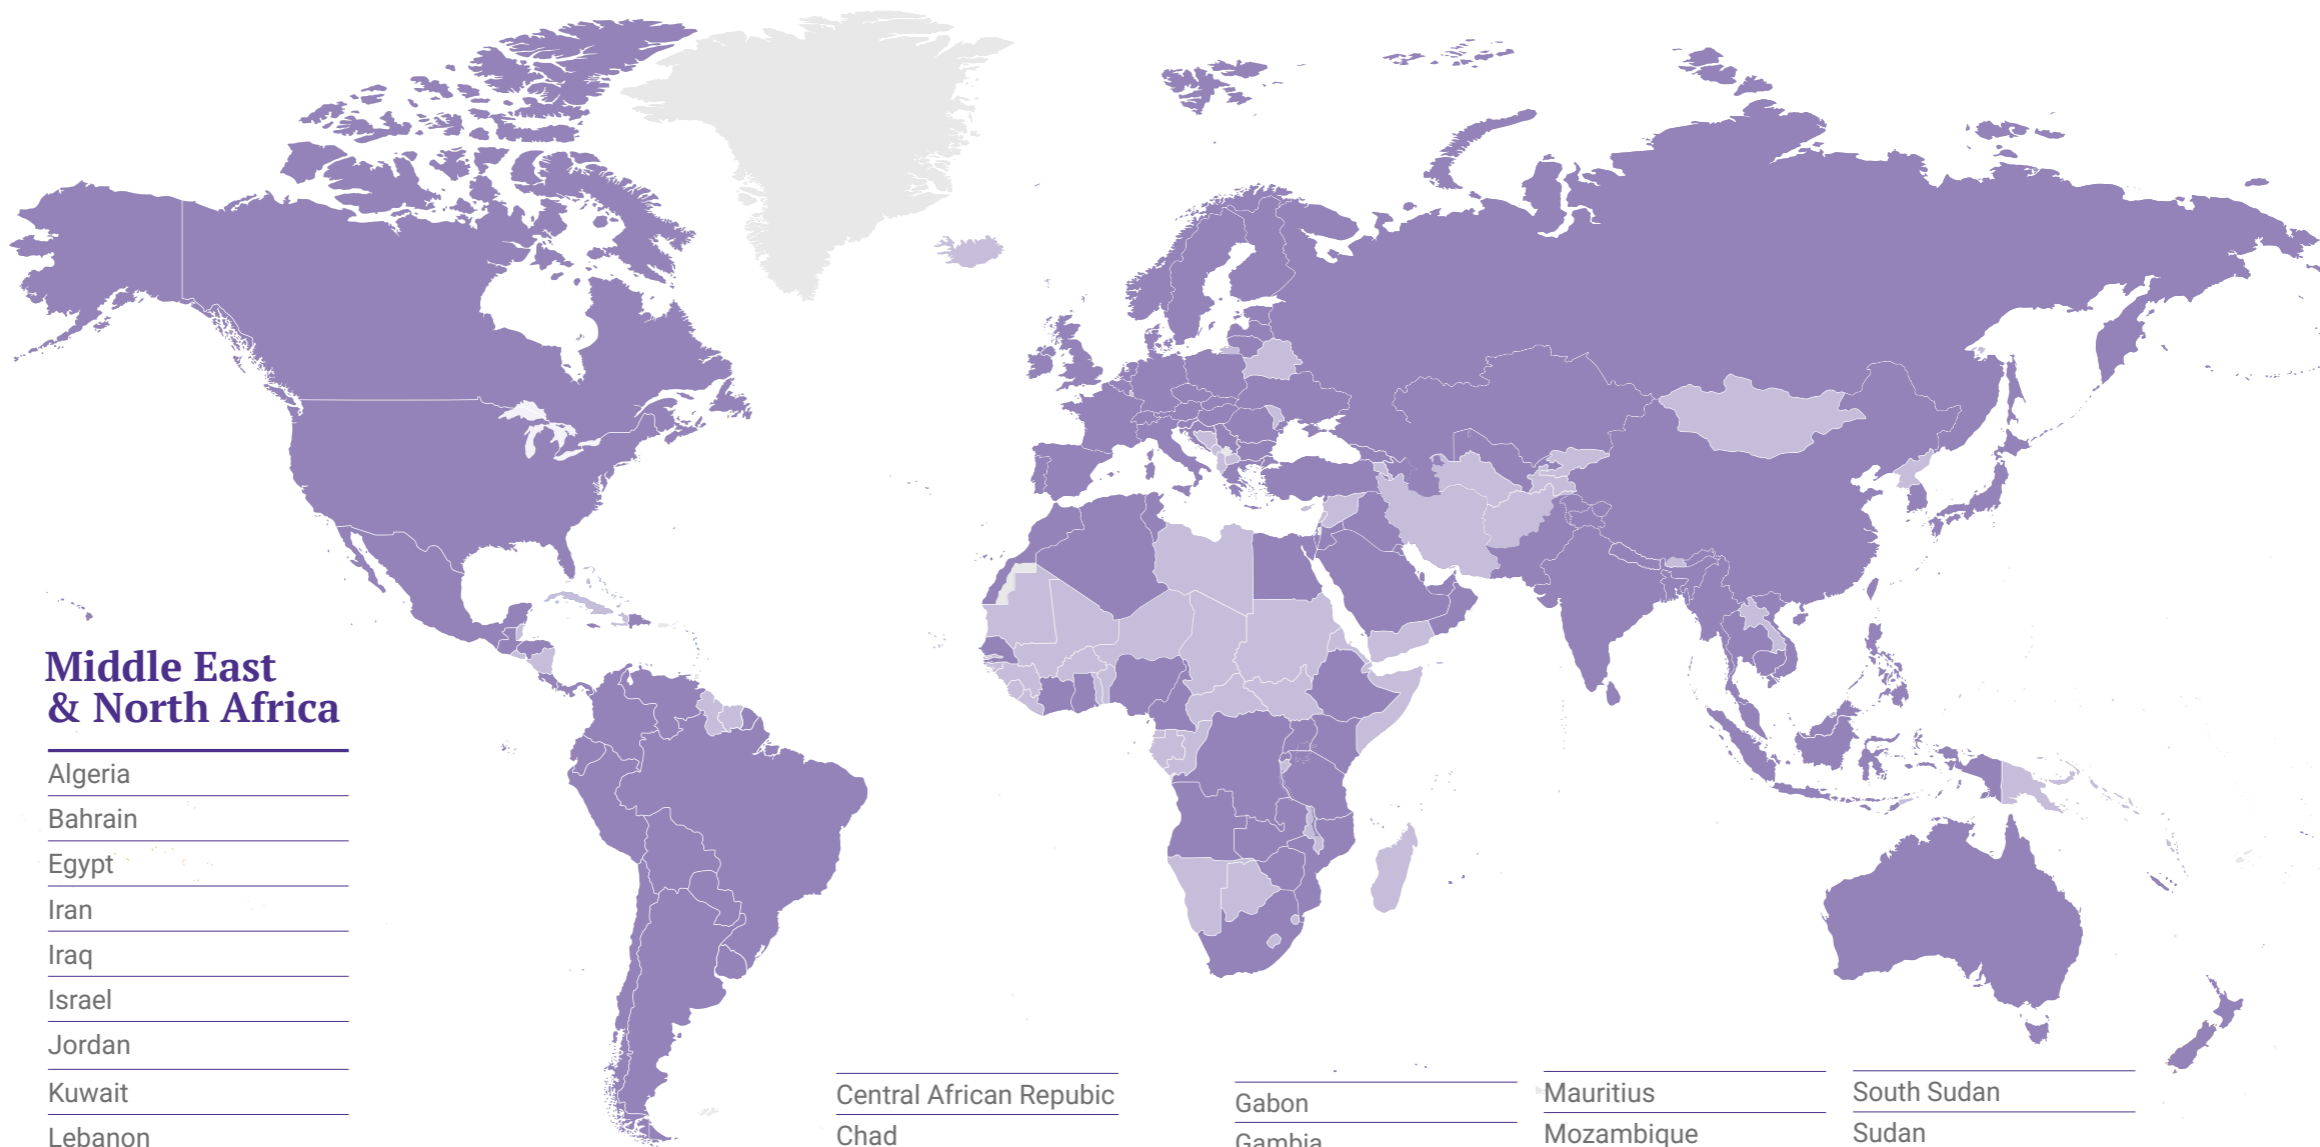 Middle East
& North Africa
Algeria
Bahrain
Egypt
Iran
Iraq
Israel
Jordan
Kuwait
Lebanon
Central African Repubic
Chad
Gabon
Gambia
Mauritius
Mozambique
South Sudan
Sudan